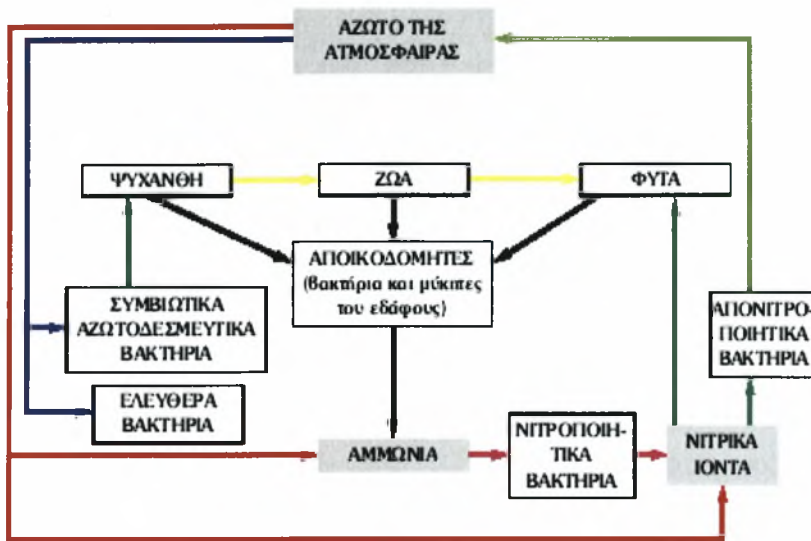 ΑΖΩΤΟ ΤΗΣ
ΑΤΜΟΣΦΑΙΡΑΣ
ΨΥΧΑΝΘΗ
ΖΩΑ
ΦΥΤΑ
ΑΠΟΙΚΟΔΟΜΗΤΕΣ
(βακτήρια και μύκητες
του εδάφους)
ΣΥΜΒΙΩΤΙΚΑ
ΑΖΩΤΟΔΕΣΜΕΥΤΙΚΑ
ΒΑΚΤΗΡΙΑ
ΑΠΟΝΙΤΡΟ-
ΠΟΙΗΤΙΚΑ
ΒΑΚΤΗΡΙΑ
ΕΛΕΥΘΕΡΑ
ΒΑΚΤΗΡΙΑ
ΑΜΜΩΝΙΑ
ΝΙΤΡΟΠΟΙΗ-
ΤΙΚΑ
ΒΑΚΤΗΡΙΑ
ΝΙΤΡΙΚΑ
ΙΟΝΤΑ